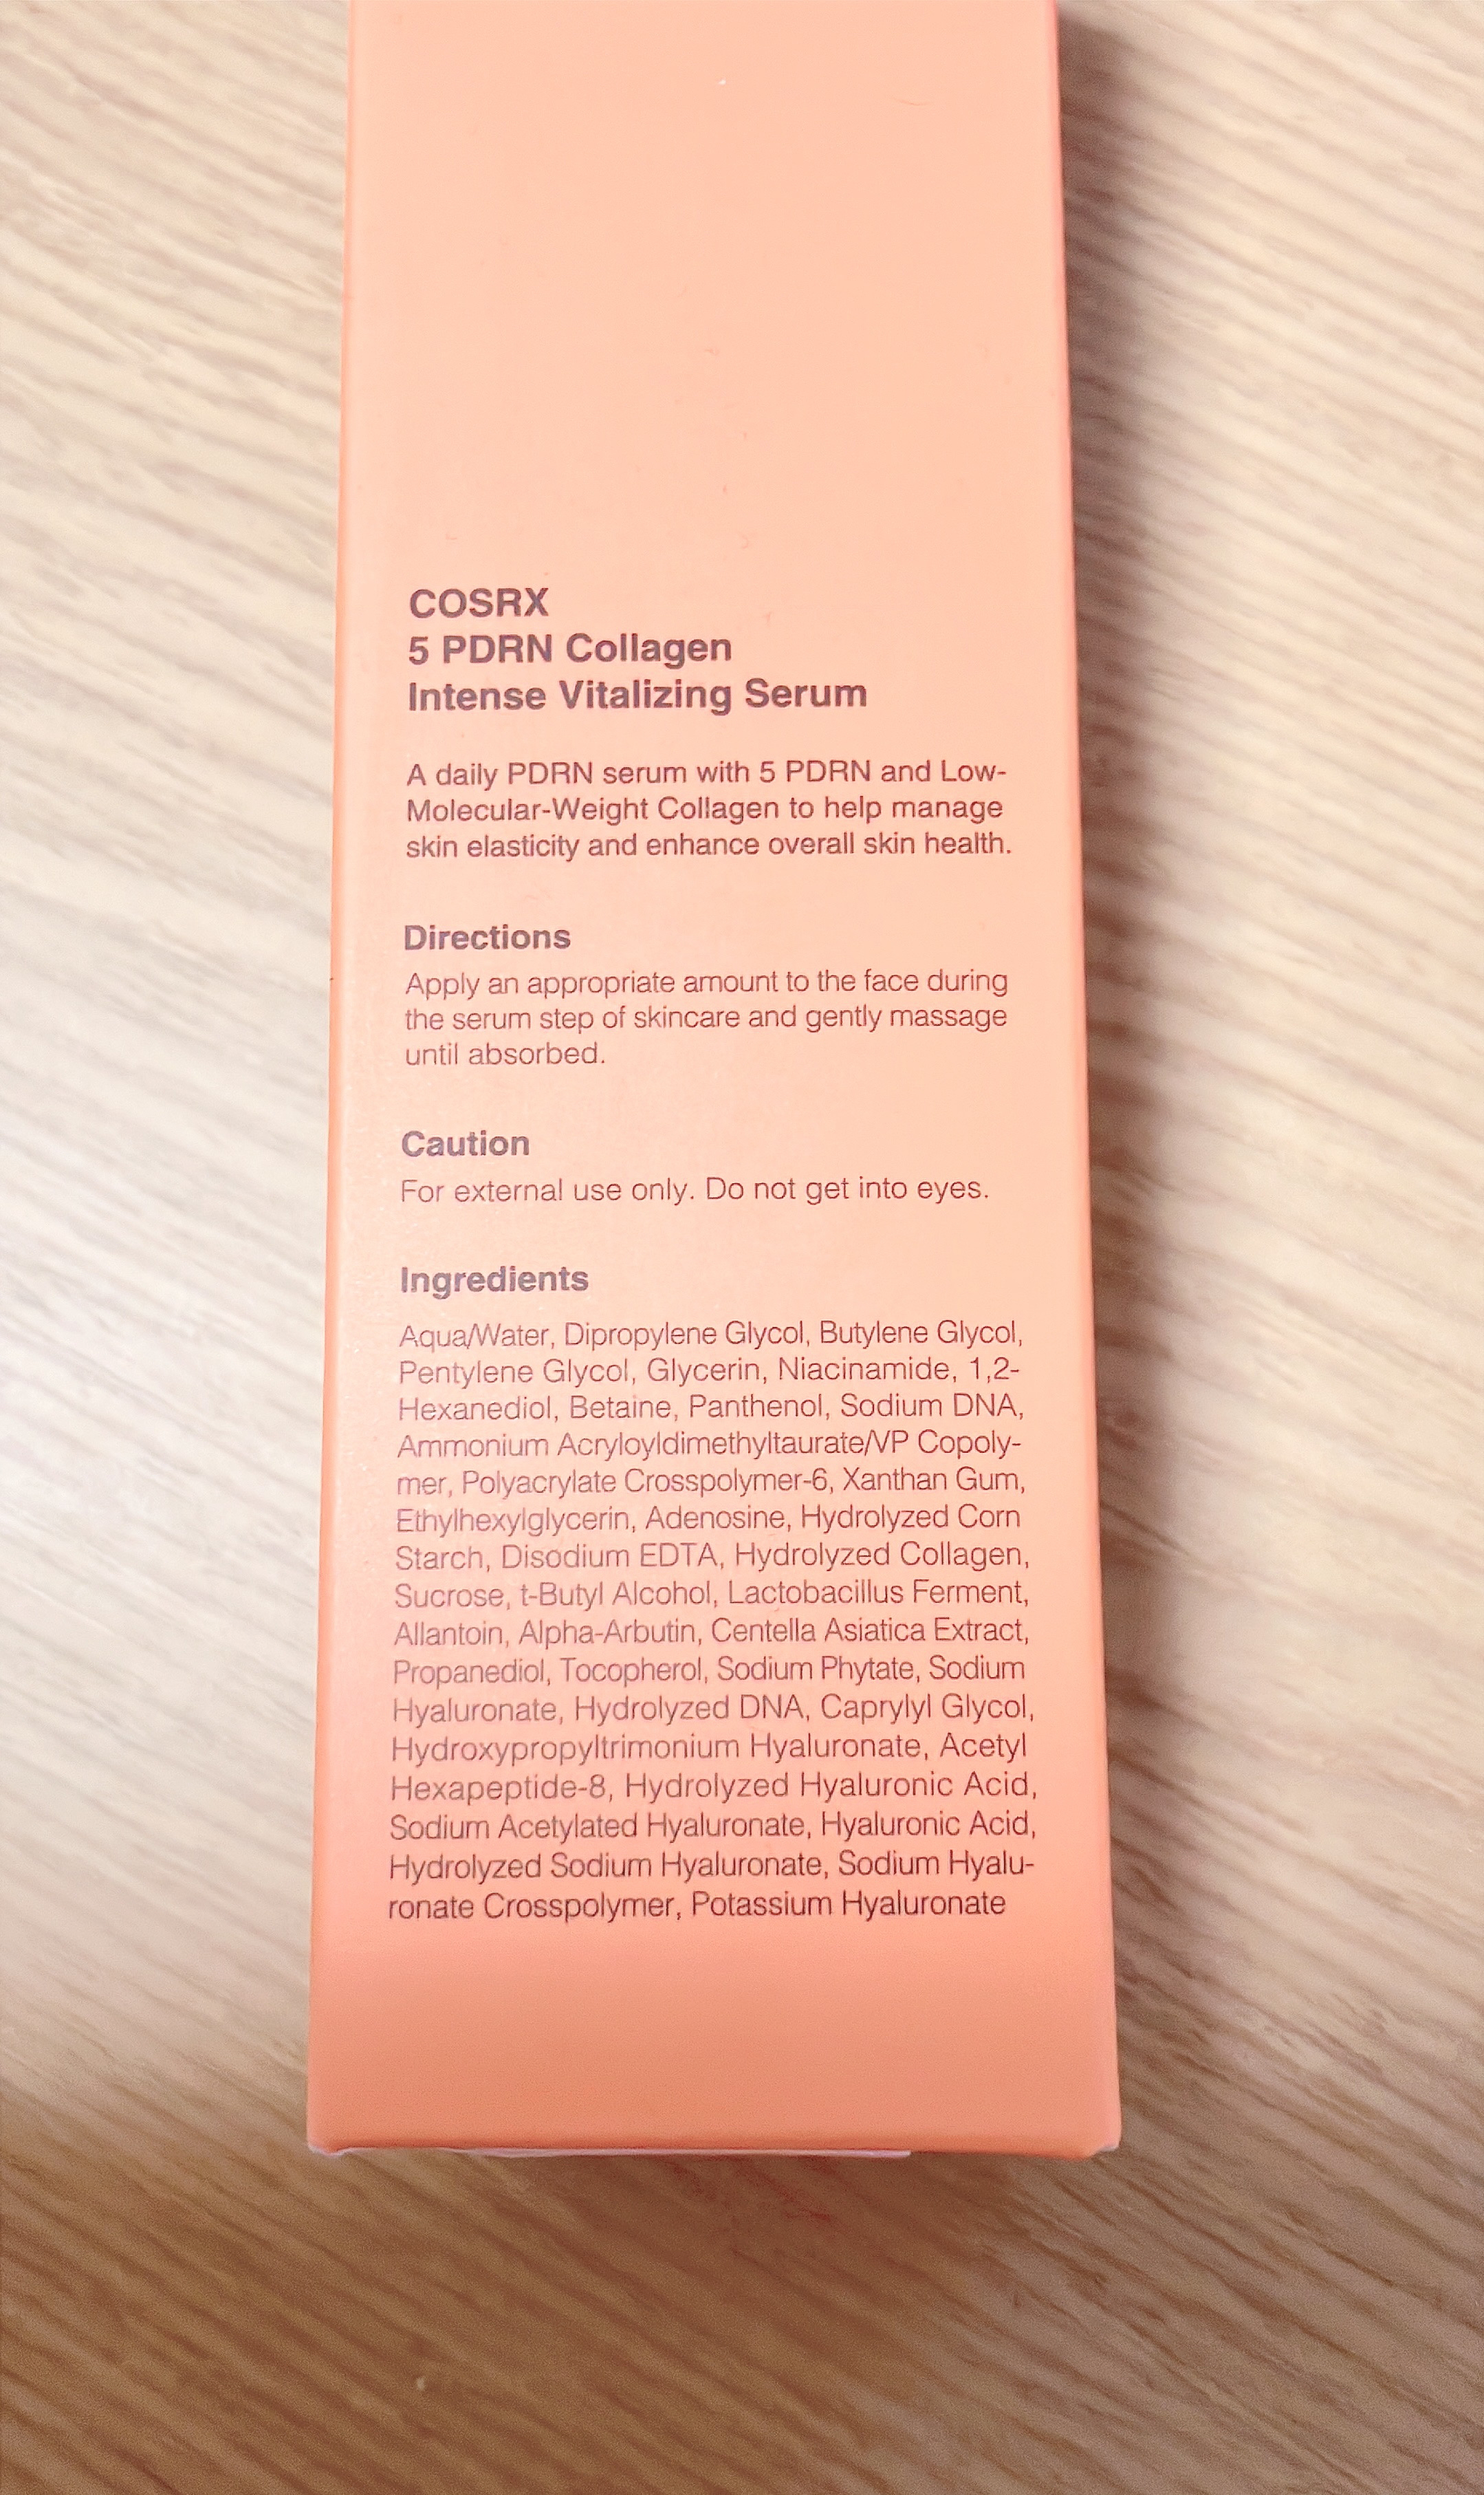 COSRX
5 PDRN Collagen
Intense Vitalizing Serum
A daily PDRN serum with 5 PDRN and Low-
Molecular-Weight Collagen to help manage
skin elasticity and enhance overall skin health.
Directions
Apply an appropriate amount to the face during
the serum step of skincare and gently massage
until absorbed.
Caution
For external use only. Do not get into eyes.
Ingredients
Aqua/Water, Dipropylene Glycol, Butylene Glycol,
Pentylene Glycol, Glycerin, Niacinamide, 1,2-
Hexanediol, Betaine, Panthenol, Sodium DNA,
Ammonium Acryloyldimethyltaurate/VP Copoly-
mer, Polyacrylate Crosspolymer-6, Xanthan Gum,
Ethylhexylglycerin, Adenosine, Hydrolyzed Corn
Starch, Disodium EDTA, Hydrolyzed Collagen,
Sucrose, t-Butyl Alcohol, Lactobacillus Ferment,
Allantoin, Alpha-Arbutin, Centella Asiatica Extract,
Propanediol, Tocopherol, Sodium Phytate, Sodium
Hyaluronate, Hydrolyzed DNA, Caprylyl Glycol,
Hydroxypropyltrimonium Hyaluronate, Acetyl
Hexapeptide-8, Hydrolyzed Hyaluronic Acid,
Sodium Acetylated Hyaluronate, Hyaluronic Acid,
Hydrolyzed Sodium Hyaluronate, Sodium Hyalu-
ronate Crosspolymer, Potassium Hyaluronate